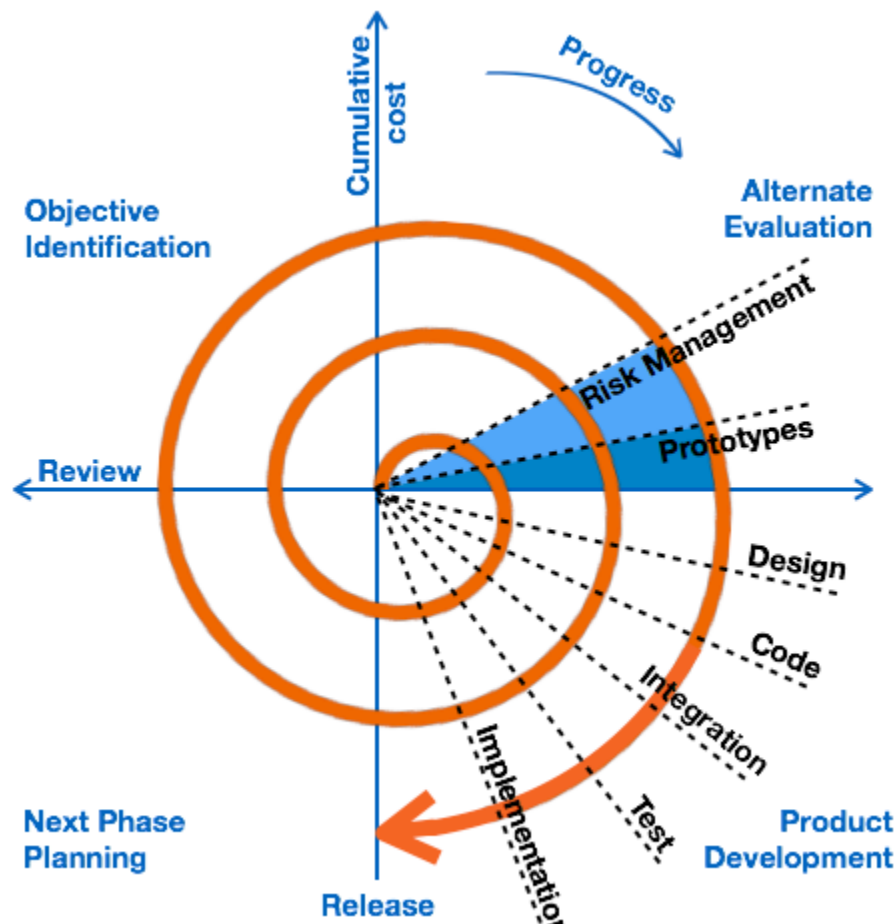 Cumulative
cost
Progress
Objective
Identification
Alternate
Evaluation
Risk Management
Prototypes
Review
Design
Code
Integration
Test
Implementation
Next Phase
Planning
Product
Development
Release